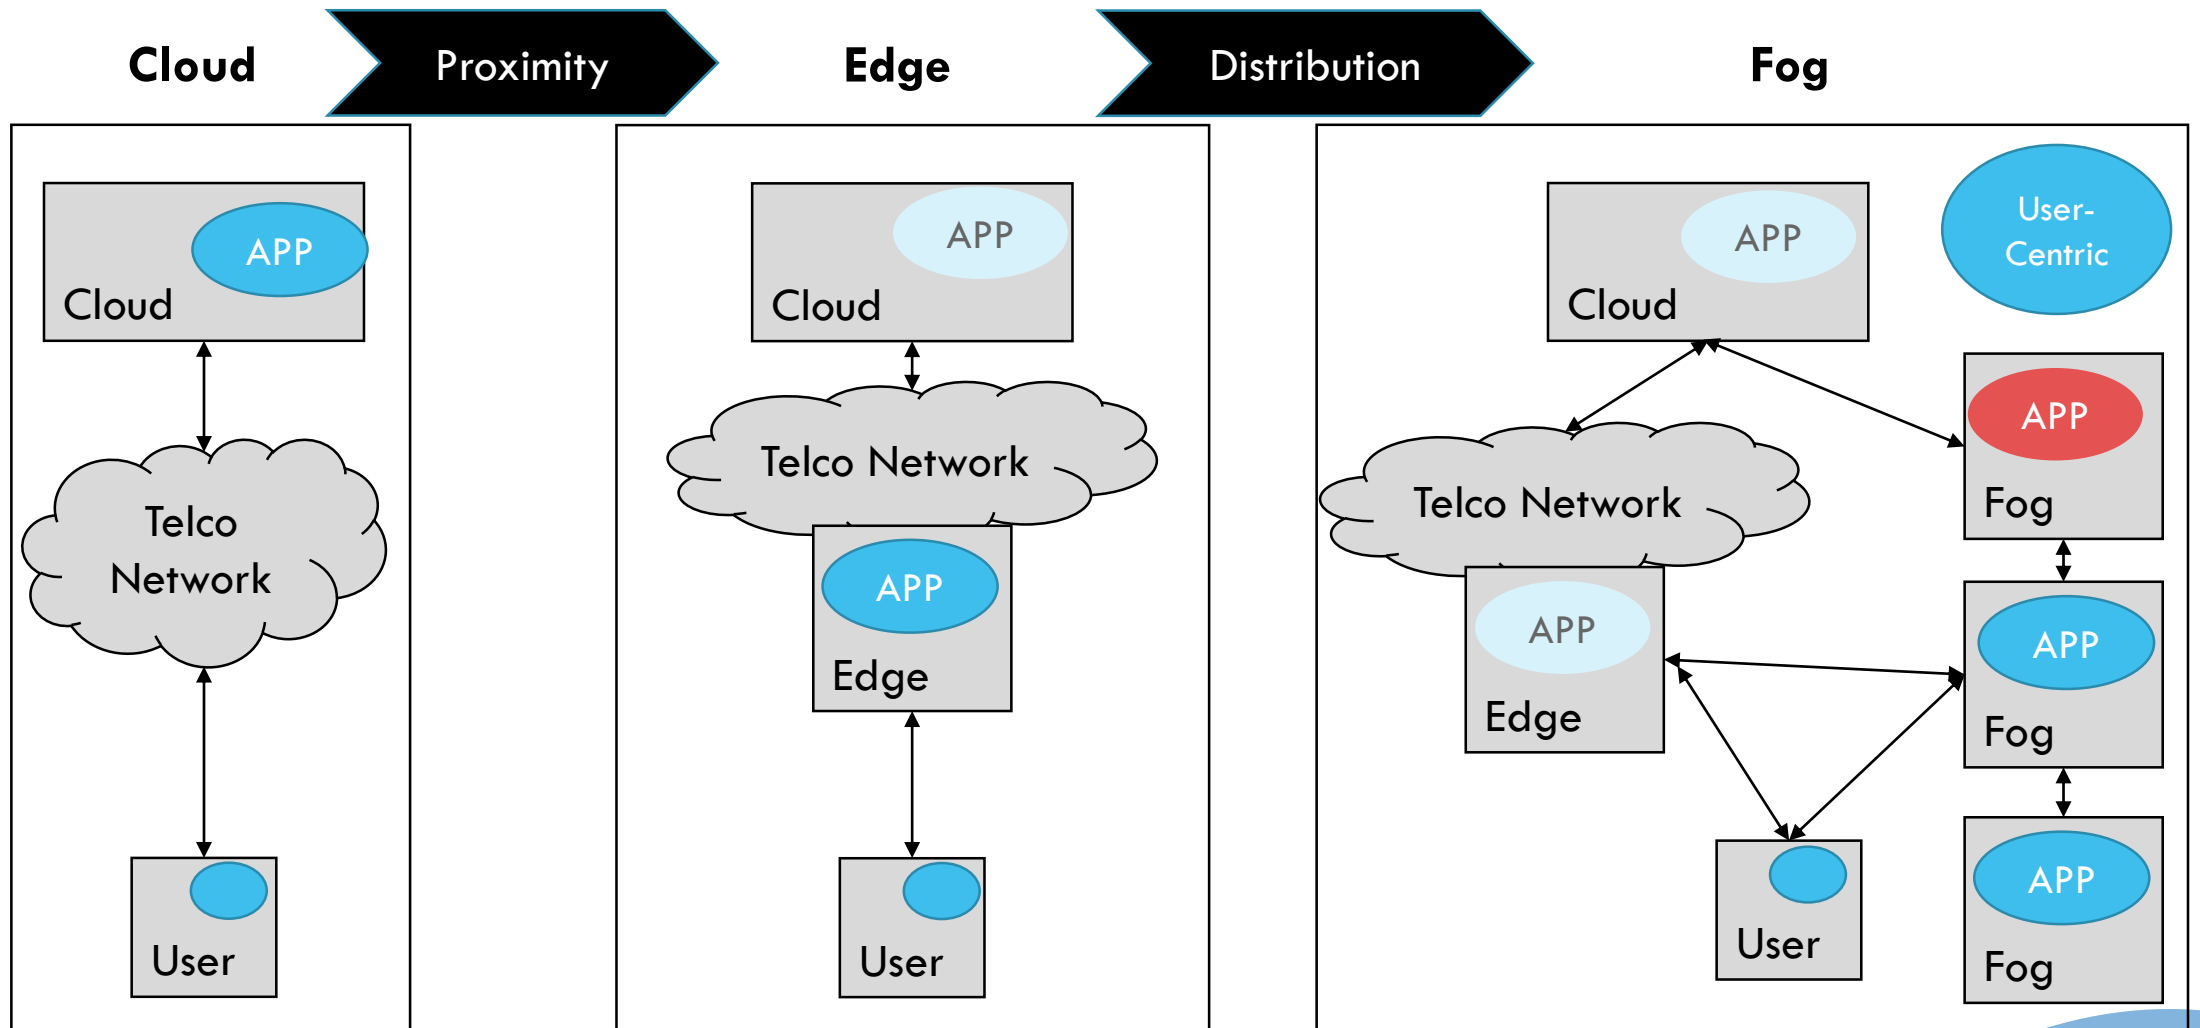 Cloud
Proximity
Edge
Distribution
Fog
APP
Cloud
Telco
Network
User
APP
Cloud
Telco Network
APP
Edge
User
APP
Cloud
User-
Centric
APP
Fog
Telco Network
APP
Edge
APP
Fog
User
APP
Fog